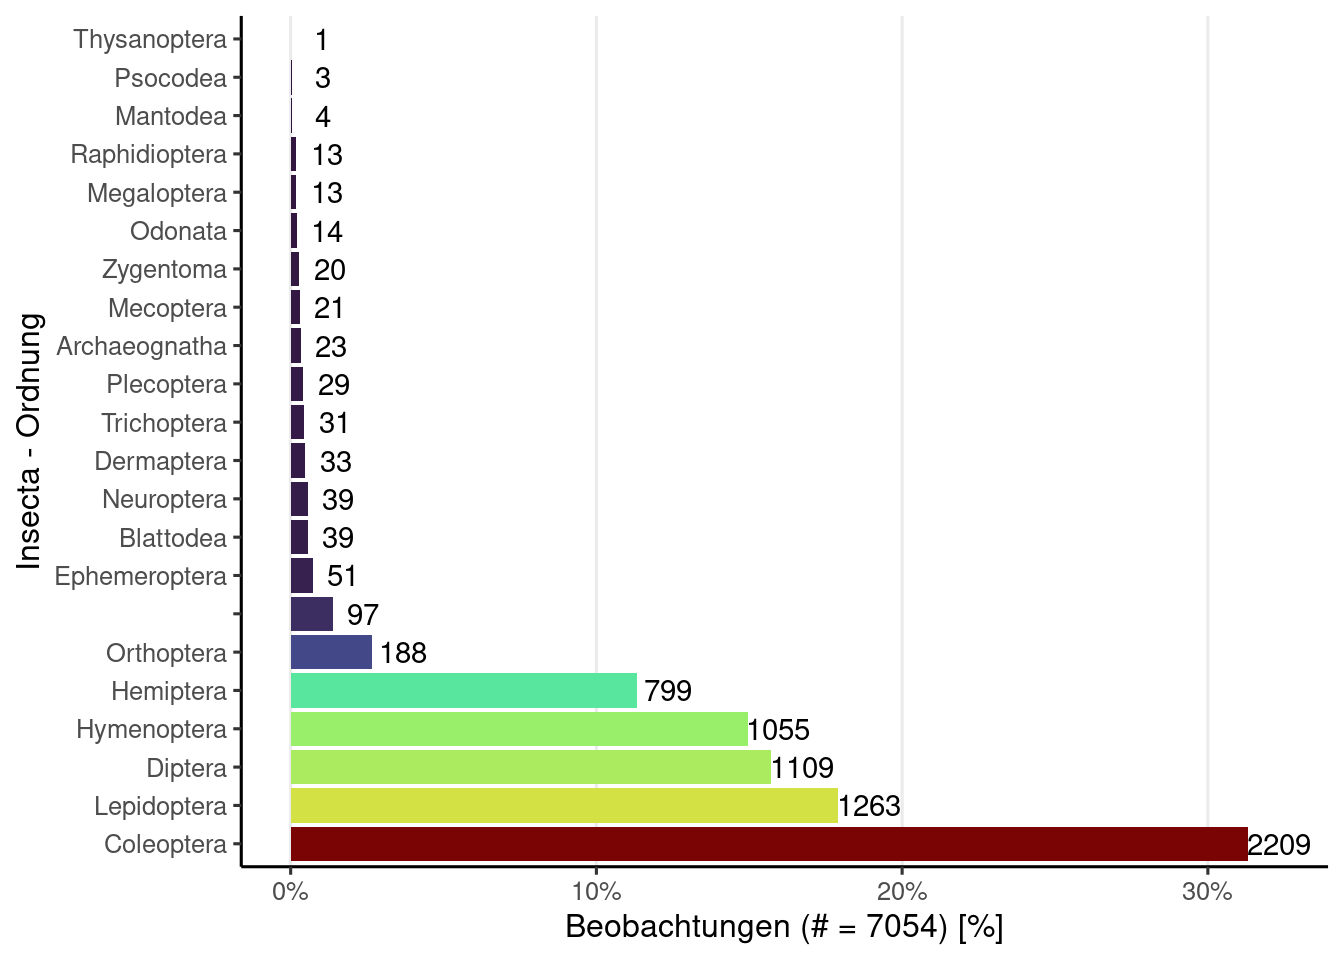 Insecta - Ordnung
Thysanoptera 1
Psocodea 3
Mantodea 4
Raphidioptera 13
Megaloptera 13
Odonata 14
Zygentoma 20
Mecoptera 21
Archaeognatha 23
Plecoptera 29
Trichoptera 31
Dermaptera 33
Neuroptera 39
Blattodea 39
Ephemeroptera 51
97
Orthoptera 188
Hemiptera 799
Hymenoptera 1055
Diptera 1109
Lepidoptera 1263
Coleoptera 2209
0% 10% 20% 30%
Beobachtungen (# = 7054) [%]